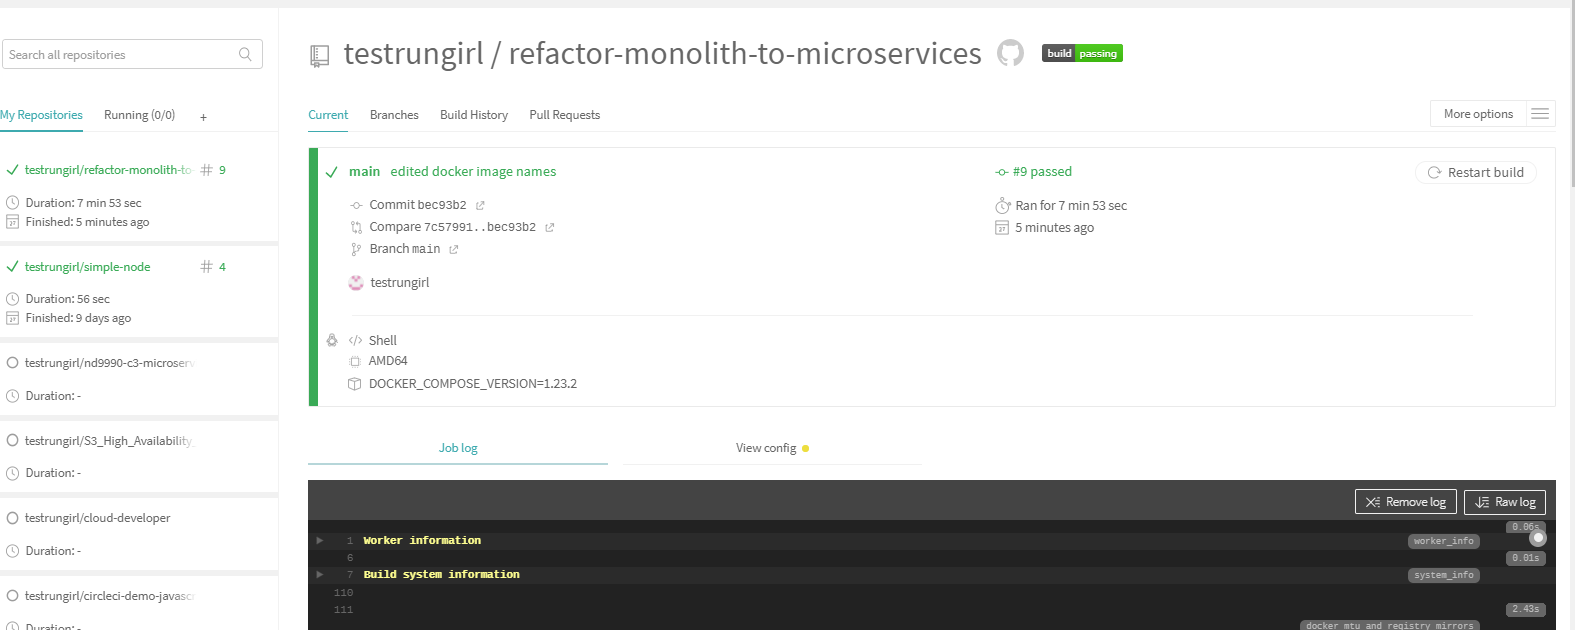 Search all repositories
My Repositories
Running (0/0)
+
testrungirl/refactor-monolith-to-
# 9
Duration: 7 min 53 sec
Finished: 5 minutes ago
testrungirl/simple-node
# 4
Duration: 56 sec
Finished: 9 days ago
testrungirl/nd9990-c3-microserv
Duration: -
testrungirl/S3_High_Availability_
Duration: -
testrungirl/cloud-developer
Duration: -
testrungirl/circleci-demo-javasc
Duration: -
testrungirl / refactor-monolith-to-microservices
build passing
Current
Branches
Build History
Pull Requests
More options
main edited docker image names
Commit bec93b2
Compare 7c57991..bec93b2
Branch main
testrungirl
#9 passed
Ran for 7 min 53 sec
5 minutes ago
Restart build
</> Shell
AMD64
DOCKER_COMPOSE_VERSION=1.23.2
Job log
View config
Remove log
Raw log
0.06s
1 Worker information worker_info
6 0.01s
7 Build system information system_info
110
111 2.43s
docker_mtu_and_registry_mirrors